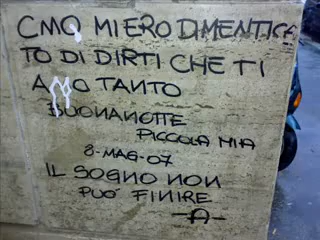 CMQ MI ERO DIMENTICA
TO DI DIRTI CHE TI
AMO TANTO
BUONANOTTE
PICCOLA MIA
8-MAG-07
IL SOGNO NON
PUO' FINIRE
-A-